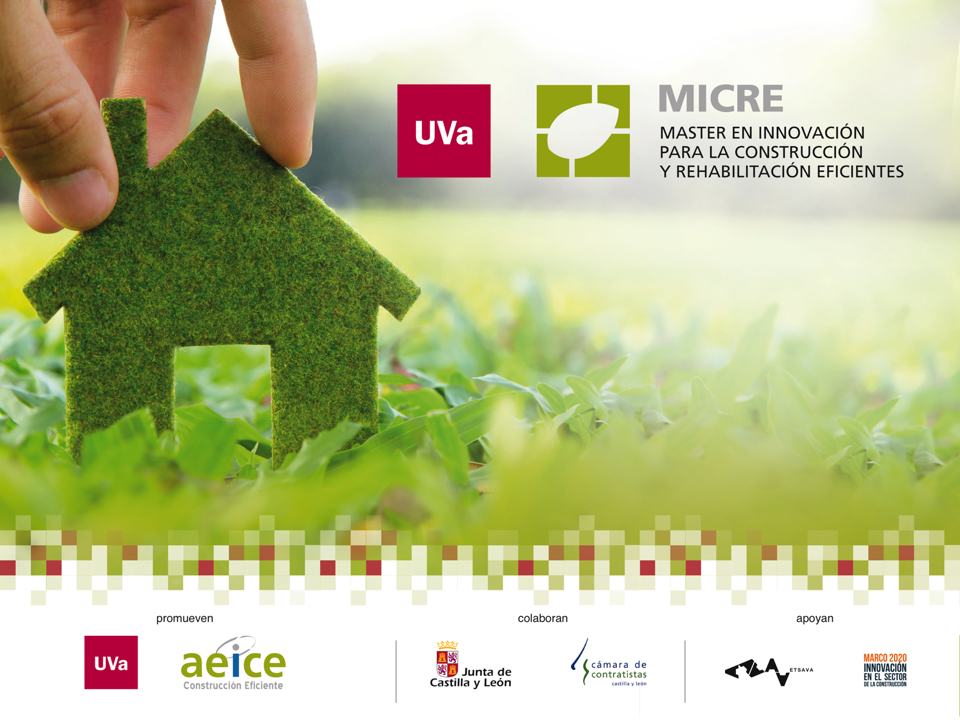 UVa
MICRE
MASTER EN INNOVACIÓN
PARA LA CONSTRUCCIÓN
Y REHABILITACIÓN EFICIENTES
promueven
colaboran
apoyan
UVa
aeice
Construcción Eficiente
Junta de
Castilla y León
cámara de
contratistas
castilla y león
ETSAVA
MARCO 2020
INNOVACIÓN
EN EL SECTOR
DE LA CONSTRUCCIÓN